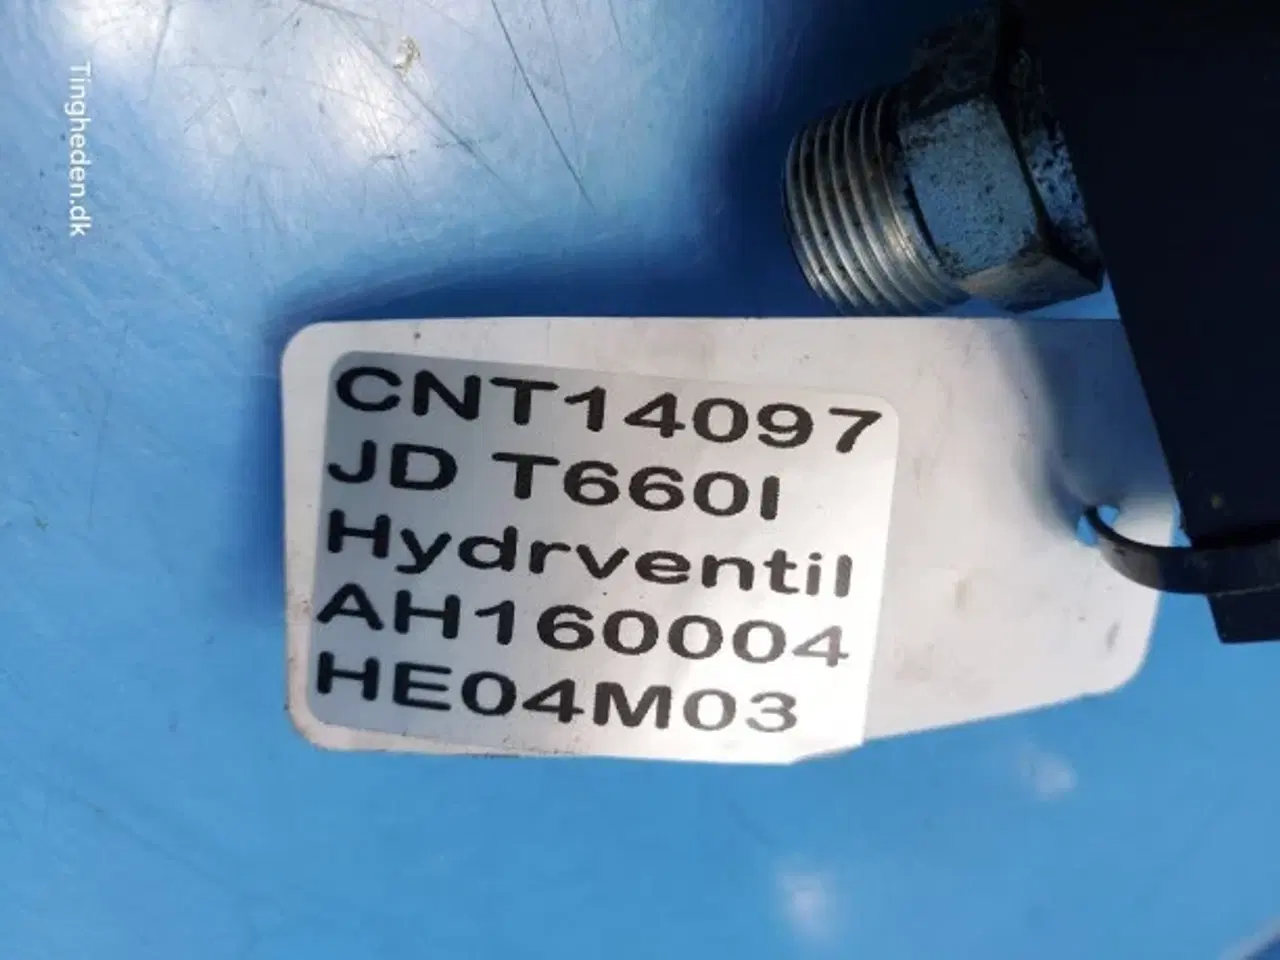 Tingheden.dk
CNT14097
JD T660I
Hydrventil
AH160004
HE04M03